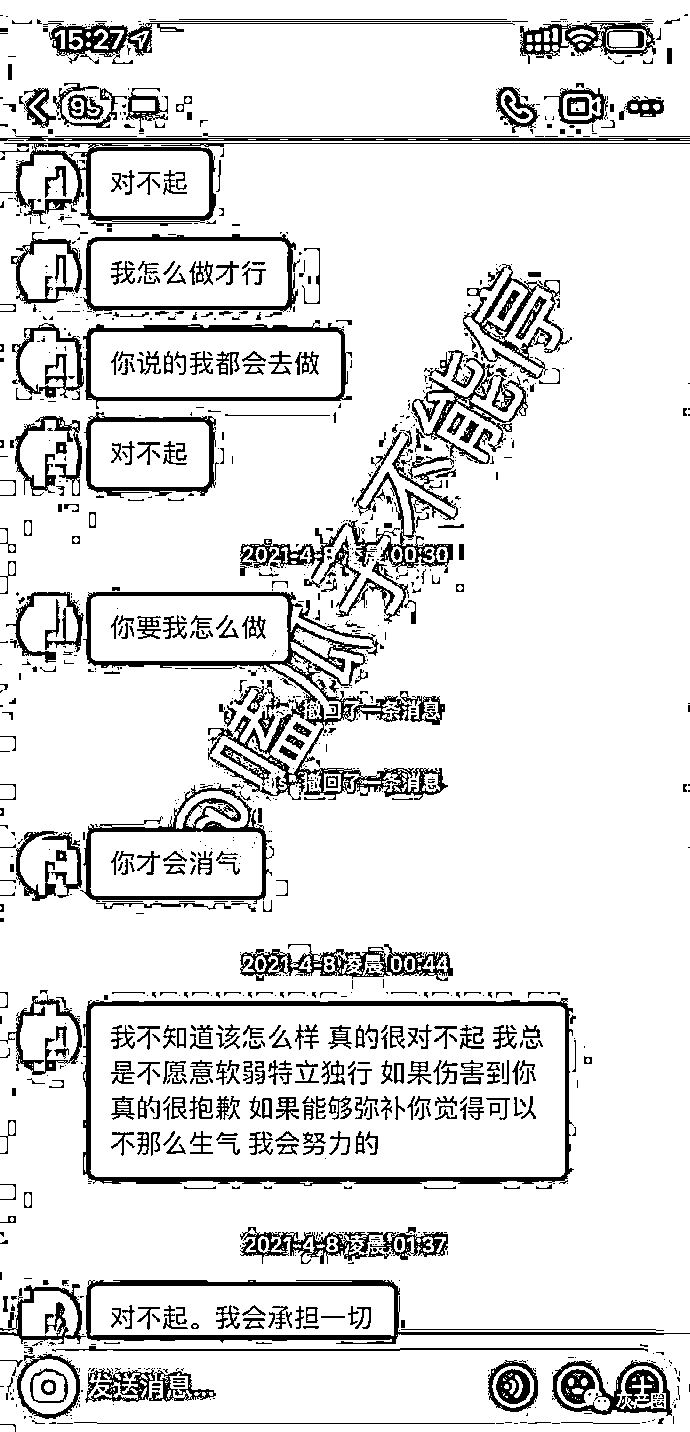 15:27
95
对不起
我怎么做才行
你说的我都会去做
对不起
2021-4-8 凌晨 00:30
你要我怎么做
撤回了一条消息
撤回了一条消息
你才会消气
2021-4-8 凌晨 00:44
我不知道该怎么样 真的很对不起 我总
是不愿意软弱特立独行 如果伤害到你
真的很抱歉 如果能够弥补你觉得可以
不那么生气 我会努力的
2021-4-8 凌晨 01:37
对不起。我会承担一切
发送消息...